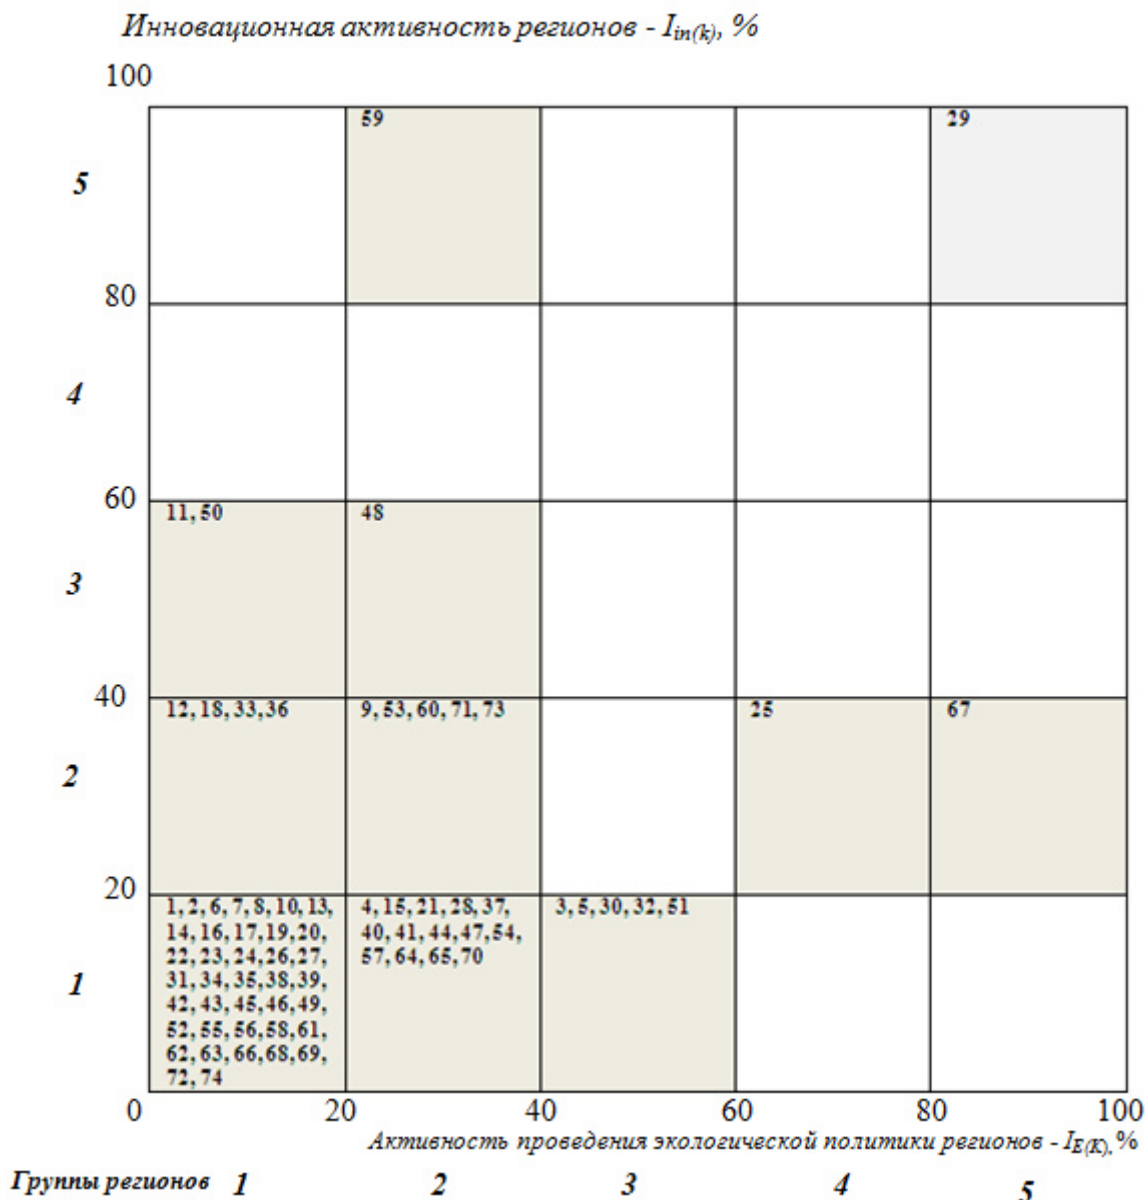 Инновационная активность регионов - I_in(k), %
100
59
29
5
80
4
60
11, 50
48
3
40
12, 18, 33, 36
9, 53, 60, 71, 73
25
67
2
20
1, 2, 6, 7, 8, 10, 13,
14, 16, 17, 19, 20,
22, 23, 24, 26, 27,
31, 34, 35, 38, 39,
42, 43, 45, 46, 49,
52, 55, 56, 58, 61,
62, 63, 66, 68, 69,
72, 74
4, 15, 21, 28, 37,
40, 41, 44, 47, 54,
57, 64, 65, 70
3, 5, 30, 32, 51
1
0 20 40 60 80 100
Активность проведения экологической политики регионов - I_E(K), %
Группы регионов 1 2 3 4 5